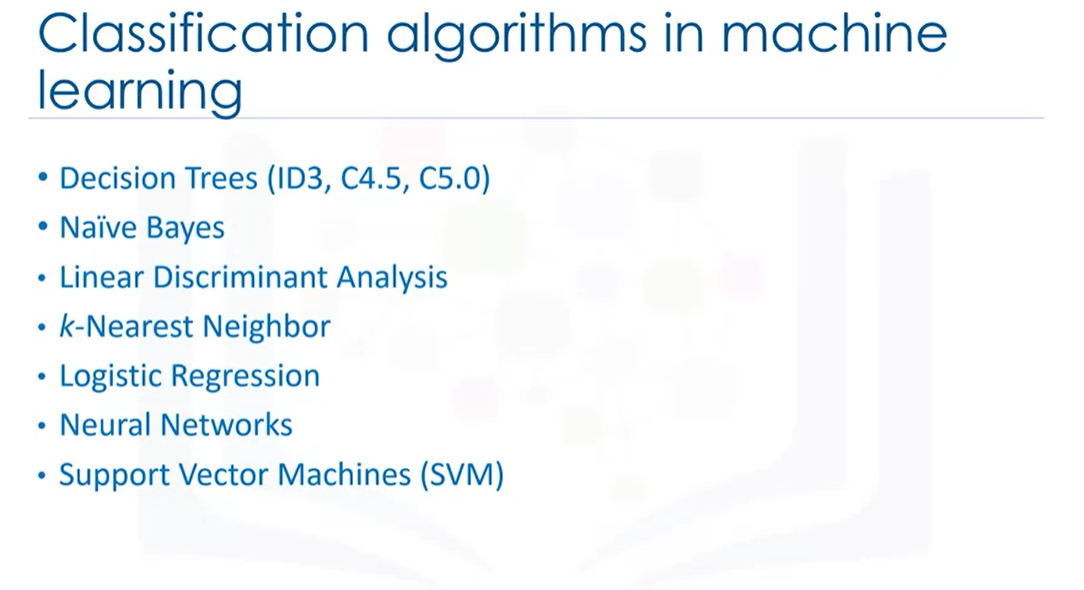 Classification algorithms in machine
learning
• Decision Trees (ID3, C4.5, C5.0)
• Naïve Bayes
• Linear Discriminant Analysis
• k-Nearest Neighbor
• Logistic Regression
• Neural Networks
• Support Vector Machines (SVM)